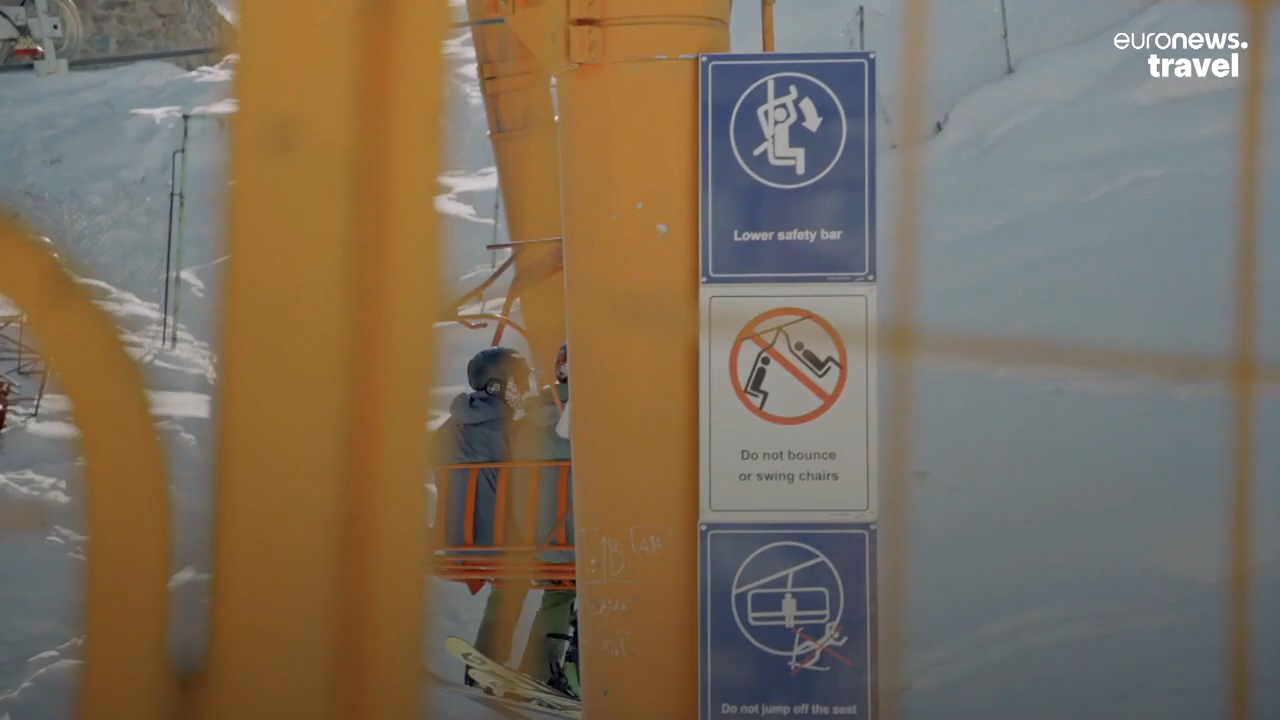 euronews.
travel
Lower safety bar
Do not bounce
or swing chairs
Do not jump off the seat